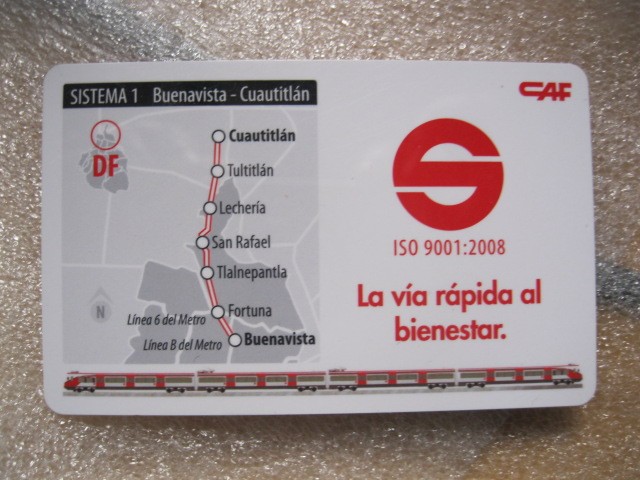 SISTEMA 1 Buenavista - Cuautitlán
CAF
DF
Cuautitlán
Tultitlán
Lechería
San Rafael
Tlalnepantla
Fortuna
Buenavista
N
Línea 6 del Metro
Línea B del Metro
ISO 9001:2008
La vía rápida al
bienestar.